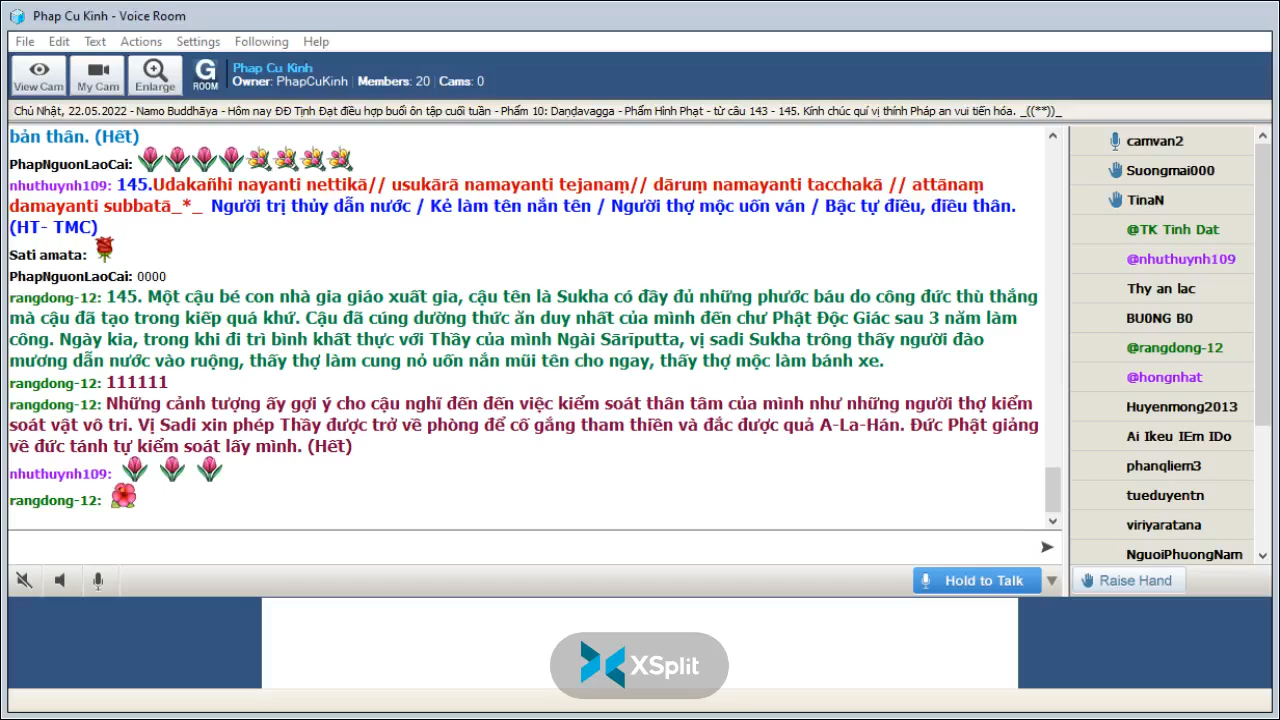 Phap Cu Kinh - Voice Room
File Edit Text Actions Settings Following Help
View Cam My Cam Enlarge G ROOM
Phap Cu Kinh
Owner: PhapCuKinh | Members: 20 | Cams: 0
Chủ Nhật, 22.05.2022 - Namo Buddhāya - Hôm nay ĐĐ Tịnh Đạt điều hợp buổi ôn tập cuối tuần - Phẩm 10: Daṇḍavagga - Phẩm Hình Phạt - từ câu 143 - 145. Kính chúc quí vị thính Pháp an vui tiến hóa. _((**))_
bản thân. (Hết)
PhapNguonLaoCai:
nhuthuynh109: 145.Udakañhi nayanti nettikā// usukārā namayanti tejanaṃ// dāruṃ namayanti tacchakā // attānaṃ
damayanti subbatā_*_ Người trị thủy dẫn nước / Kẻ làm tên nắn tên / Người thợ mộc uốn ván / Bậc tự điều, điều thân.
(HT- TMC)
Sati amata:
PhapNguonLaoCai: 0000
rangdong-12: 145. Một cậu bé con nhà gia giáo xuất gia, cậu tên là Sukha có đầy đủ những phước báu do công đức thù thắng
mà cậu đã tạo trong kiếp quá khứ. Cậu đã cúng dường thức ăn duy nhất của mình đến chư Phật Độc Giác sau 3 năm làm
công. Ngày kia, trong khi đi trì bình khất thực với Thầy của mình Ngài Sārīputta, vị sadi Sukha trông thấy người đào
mương dẫn nước vào ruộng, thấy thợ làm cung nỏ uốn nắn mũi tên cho ngay, thấy thợ mộc làm bánh xe.
rangdong-12: 111111
rangdong-12: Những cảnh tượng ấy gợi ý cho cậu nghĩ đến đến việc kiểm soát thân tâm của mình như những người thợ kiểm
soát vật vô tri. Vị Sadi xin phép Thầy được trở về phòng để cố gắng tham thiền và đắc được quả A-La-Hán. Đức Phật giảng
về đức tánh tự kiểm soát lấy mình. (Hết)
nhuthuynh109:
rangdong-12:
camvan2
Suongmai000
TinaN
@TK Tinh Dat
@nhuthuynh109
Thy an lac
BU0NG B0
@rangdong-12
@hongnhat
Huyenmong2013
Ai Ikeu IEm IDo
phanqliem3
tueduyentn
viriyaratana
NguoiPhuongNam
Hold to Talk
Raise Hand
XSplit